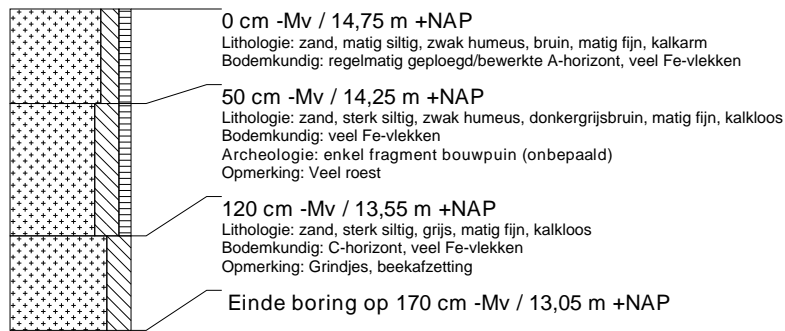 0 cm -Mv / 14,75 m +NAP
Lithologie: zand, matig siltig, zwak humeus, bruin, matig fijn, kalkarm
Bodemkundig: regelmatig geploegd/bewerkte A-horizont, veel Fe-vlekken
50 cm -Mv / 14,25 m +NAP
Lithologie: zand, sterk siltig, zwak humeus, donkergrijsbruin, matig fijn, kalkloos
Bodemkundig: veel Fe-vlekken
Archeologie: enkel fragment bouwpuin (onbepaald)
Opmerking: Veel roest
120 cm -Mv / 13,55 m +NAP
Lithologie: zand, sterk siltig, grijs, matig fijn, kalkloos
Bodemkundig: C-horizont, veel Fe-vlekken
Opmerking: Grindjes, beekafzetting
Einde boring op 170 cm -Mv / 13,05 m +NAP